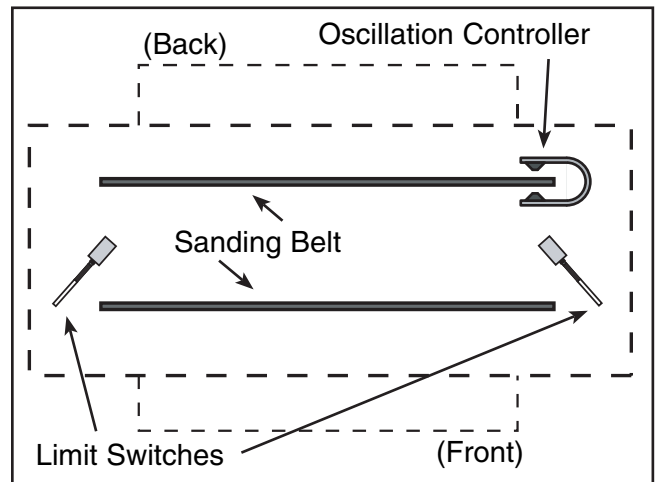 (Back)
Oscillation Controller
Sanding Belt
Limit Switches
(Front)